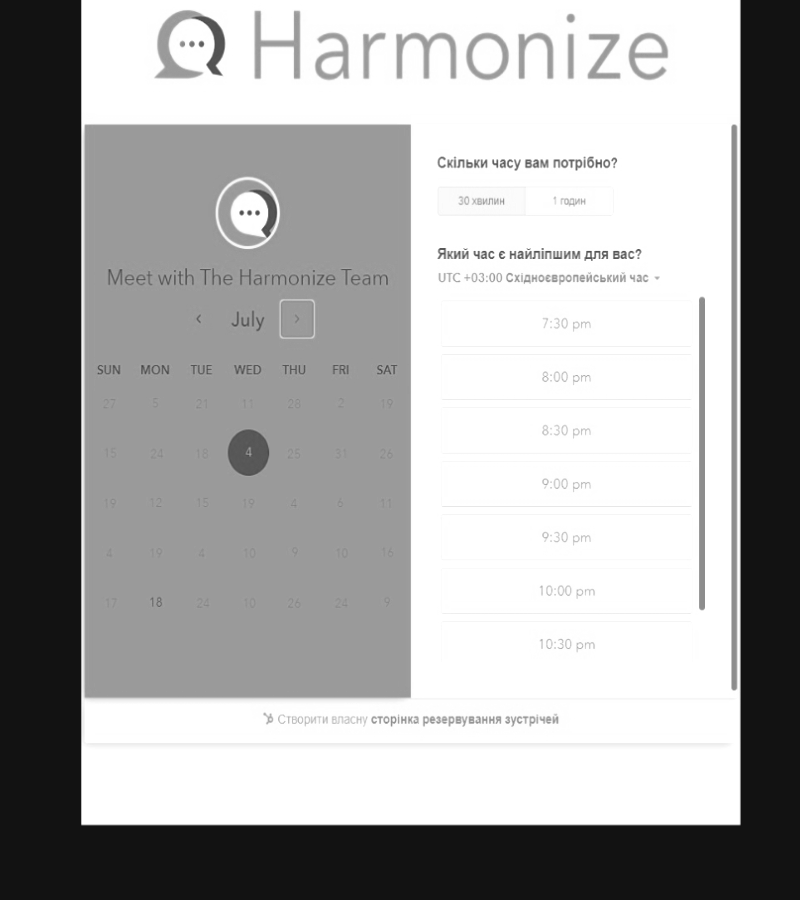 Harmonize
Meet with The Harmonize Team
July
SUN MON TUE WED THU FRI SAT
27 5 21 11 28 2 19
15 24 18 4 25 31 26
19 12 15 19 4 6 11
4 19 4 10 9 10 16
17 18 24 10 26 24 9
Скільки часу вам потрібно?
30 хвилин 1 годин
Який час є найліпшим для вас?
UTC +03:00 Східноєвропейський час
7:30 pm
8:00 pm
8:30 pm
9:00 pm
9:30 pm
10:00 pm
10:30 pm
Створити власну сторінка резервування зустрічей